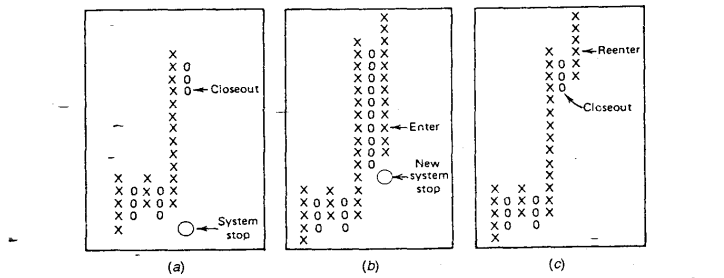 Closeout
System
stop
(a)
Enter
New
system
stop
(b)
Reenter
Closeout
(c)